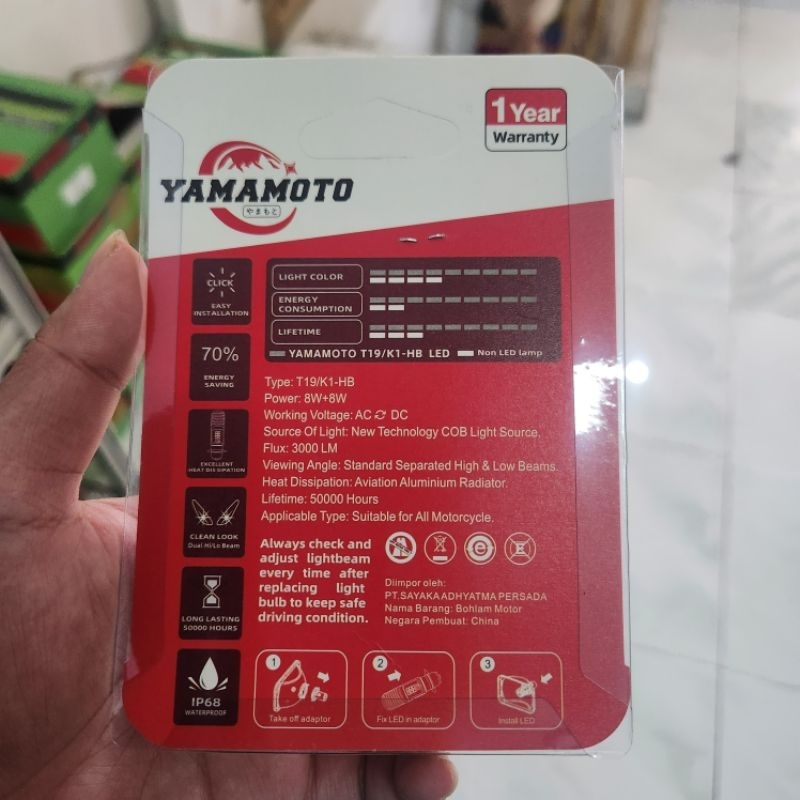 1 Year
Warranty
YAMAMOTO
やまもと
CLICK
EASY
INSTALLATION
LIGHT COLOR
ENERGY
CONSUMPTION
LIFETIME
YAMAMOTO T19/K1-HB LED Non LED lamp
70%
ENERGY
SAVING
EXCELLENT
HEAT DISSIPATION
CLEAN LOOK
Dual Hi/Lo Beam
LONG LASTING
50000 HOURS
IP68
WATERPROOF
Type: T19/K1-HB
Power: 8W+8W
Working Voltage: AC DC
Source Of Light: New Technology COB Light Source.
Flux: 3000 LM
Viewing Angle: Standard Separated High & Low Beams.
Heat Dissipation: Aviation Aluminium Radiator.
Lifetime: 50000 Hours
Applicable Type: Suitable for All Motorcycle.
Always check and
adjust lightbeam
every time after
replacing light
bulb to keep safe
driving condition.
Diimpor oleh:
PT.SAYAKA ADHYATMA PERSADA
Nama Barang: Bohlam Motor
Negara Pembuat: China
1
Take off adaptor
2
Fix LED in adaptor
3
Install LED